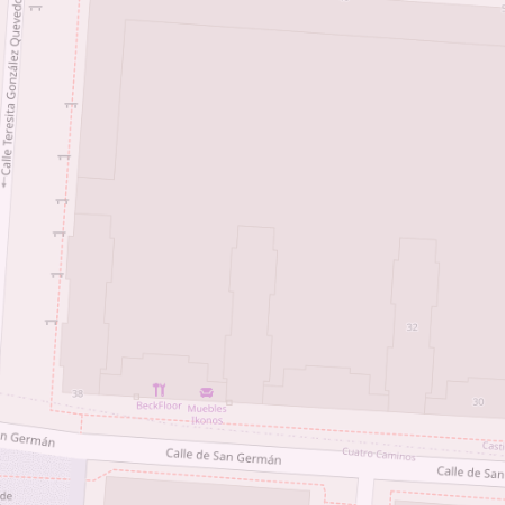 Calle Teresita González Quevedo
32
38
BeckFloor
Muebles
Ikonos
30
n Germán
Calle de San Germán
Cuatro Caminos
Casti
Calle de San
de